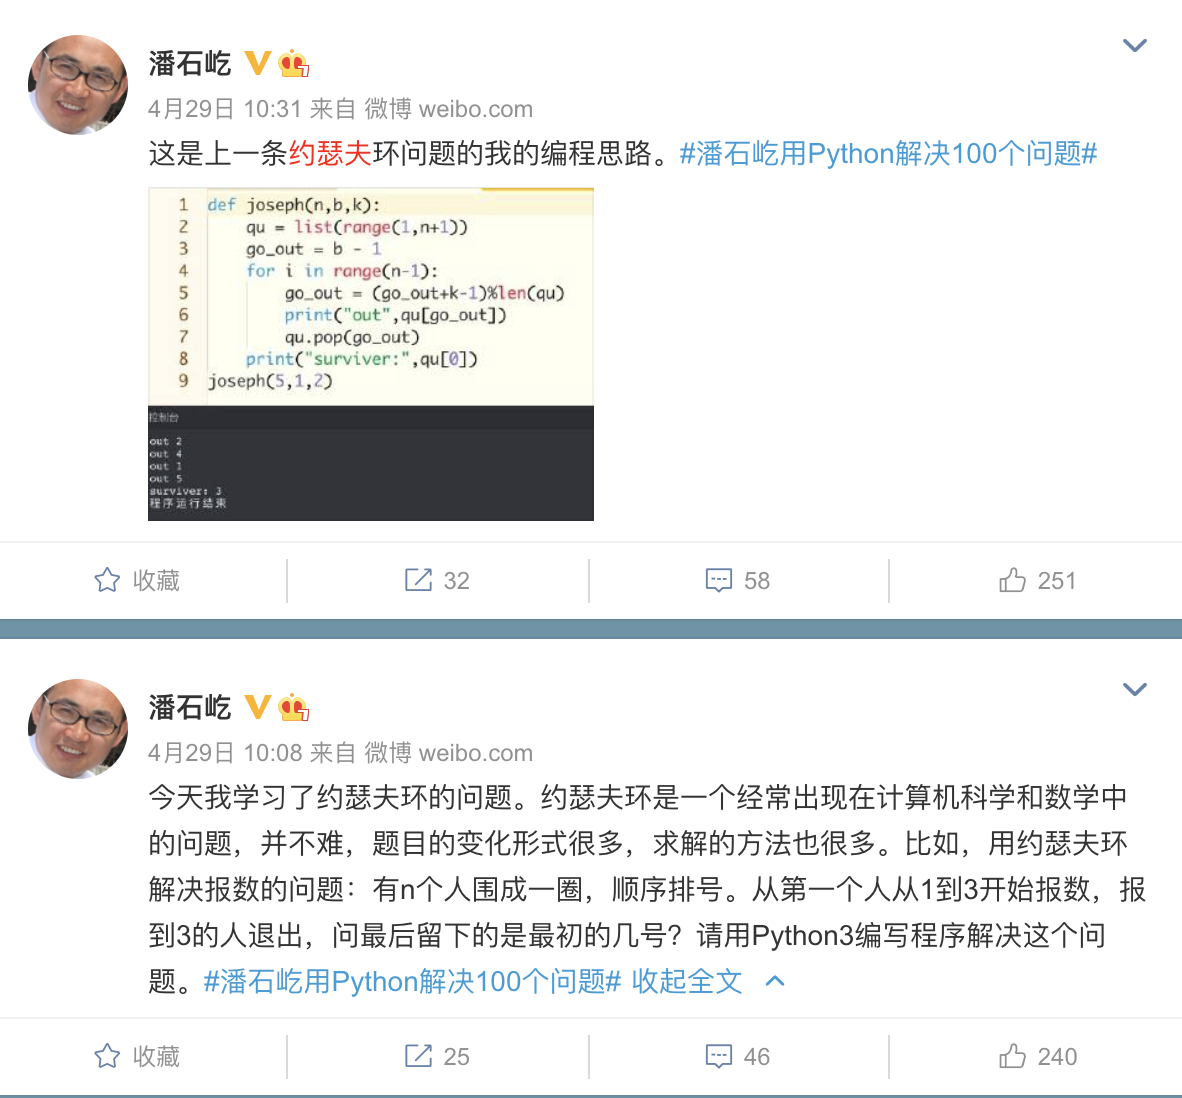 潘石屹
4月29日 10:31 来自 微博 weibo.com
这是上一条约瑟夫环问题的我的编程思路。#潘石屹用Python解决100个问题#
1 def joseph(n,b,k):
2 qu = list(range(1,n+1))
3 go_out = b - 1
4 for i in range(n-1):
5 go_out = (go_out+k-1)%len(qu)
6 print("out",qu[go_out])
7 qu.pop(go_out)
8 print("surviver:",qu[0])
9 joseph(5,1,2)
控制台
out 2
out 4
out 1
out 5
surviver: 3
程序运行结束
收藏 32 58 251
潘石屹
4月29日 10:08 来自 微博 weibo.com
今天我学习了约瑟夫环的问题。约瑟夫环是一个经常出现在计算机科学和数学中
的问题，并不难，题目的变化形式很多，求解的方法也很多。比如，用约瑟夫环
解决报数的问题：有n个人围成一圈，顺序排号。从第一个人从1到3开始报数，报
到3的人退出，问最后留下的是最初的几号？请用Python3编写程序解决这个问
题。#潘石屹用Python解决100个问题# 收起全文
收藏 25 46 240